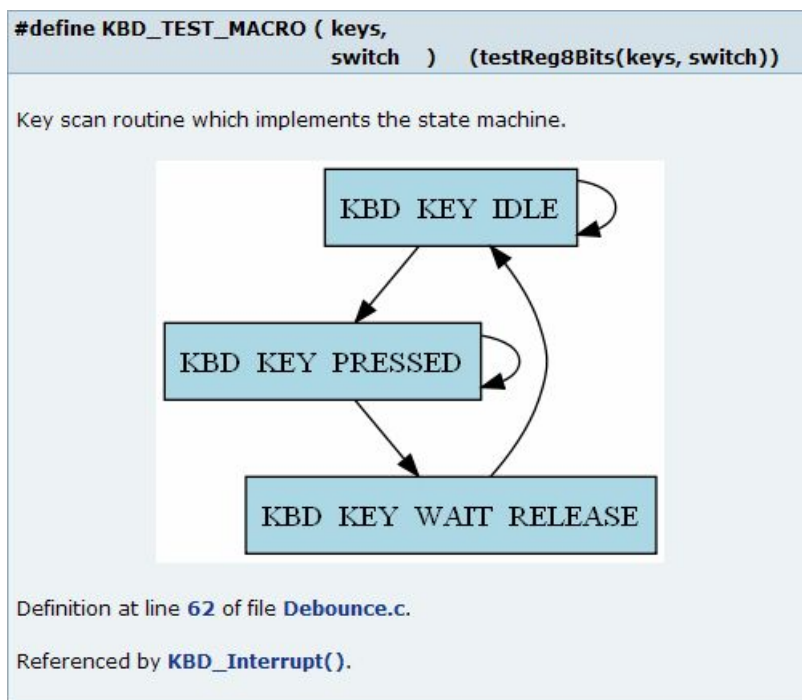 #define KBD_TEST_MACRO ( keys,
switch ) (testReg8Bits(keys, switch))
Key scan routine which implements the state machine.
KBD KEY IDLE
KBD KEY PRESSED
KBD KEY WAIT RELEASE
Definition at line 62 of file Debounce.c.
Referenced by KBD_Interrupt().